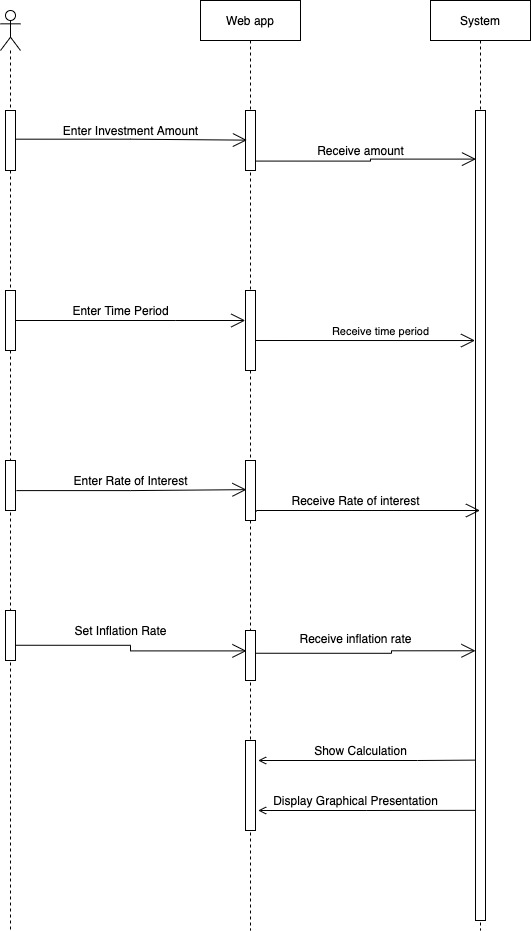 Web app
System
Enter Investment Amount
Receive amount
Enter Time Period
Receive time period
Enter Rate of Interest
Receive Rate of interest
Set Inflation Rate
Receive inflation rate
Show Calculation
Display Graphical Presentation